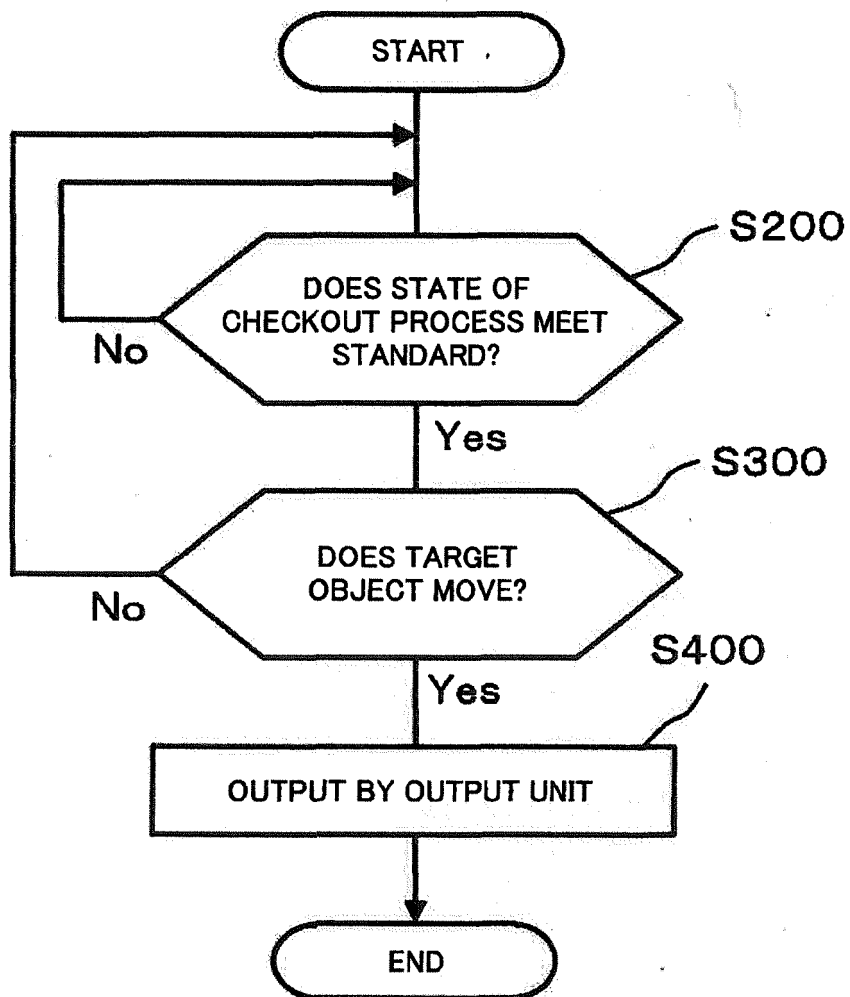 START
S200
DOES STATE OF
CHECKOUT PROCESS MEET
STANDARD?
No
Yes
S300
DOES TARGET
OBJECT MOVE?
No
Yes
S400
OUTPUT BY OUTPUT UNIT
END